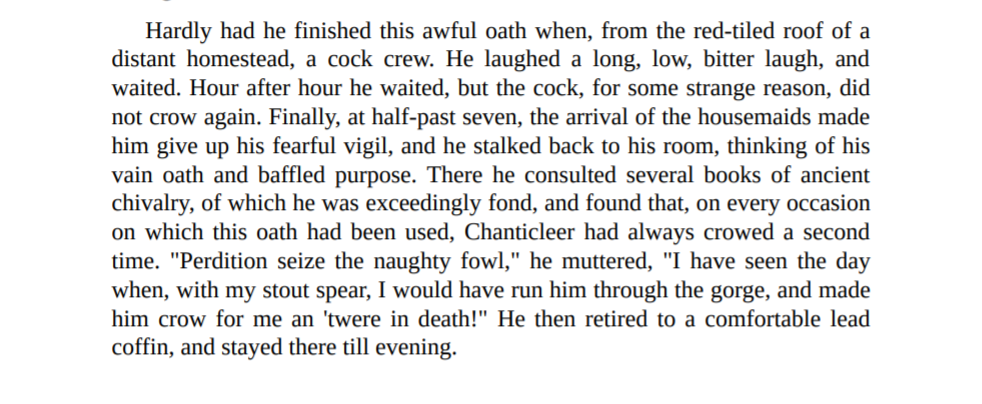 Hardly had he finished this awful oath when, from the red-tiled roof of a
distant homestead, a cock crew. He laughed a long, low, bitter laugh, and
waited. Hour after hour he waited, but the cock, for some strange reason, did
not crow again. Finally, at half-past seven, the arrival of the housemaids made
him give up his fearful vigil, and he stalked back to his room, thinking of his
vain oath and baffled purpose. There he consulted several books of ancient
chivalry, of which he was exceedingly fond, and found that, on every occasion
on which this oath had been used, Chanticleer had always crowed a second
time. "Perdition seize the naughty fowl," he muttered, "I have seen the day
when, with my stout spear, I would have run him through the gorge, and made
him crow for me an 'twere in death!" He then retired to a comfortable lead
coffin, and stayed there till evening.